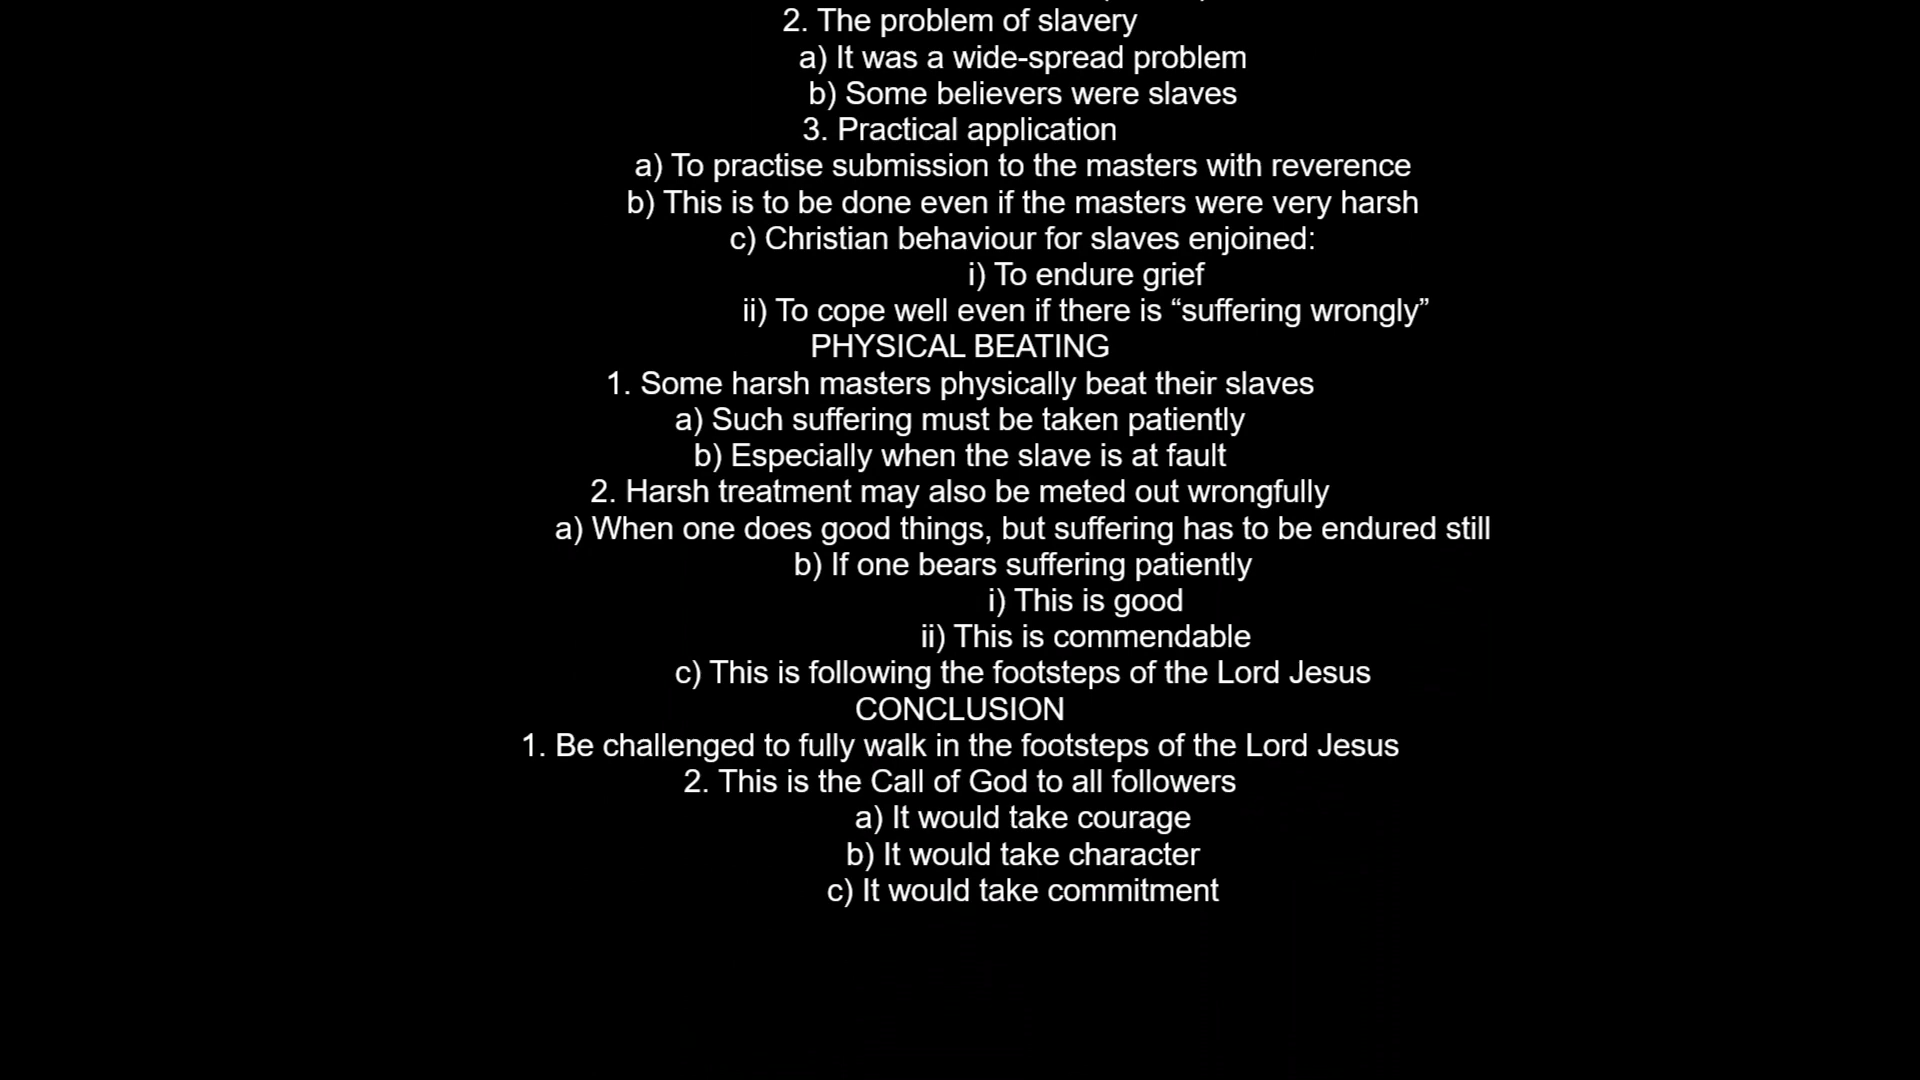 2. The problem of slavery
a) It was a wide-spread problem
b) Some believers were slaves
3. Practical application
a) To practise submission to the masters with reverence
b) This is to be done even if the masters were very harsh
c) Christian behaviour for slaves enjoined:
i) To endure grief
ii) To cope well even if there is “suffering wrongly”
PHYSICAL BEATING
1. Some harsh masters physically beat their slaves
a) Such suffering must be taken patiently
b) Especially when the slave is at fault
2. Harsh treatment may also be meted out wrongfully
a) When one does good things, but suffering has to be endured still
b) If one bears suffering patiently
i) This is good
ii) This is commendable
c) This is following the footsteps of the Lord Jesus
CONCLUSION
1. Be challenged to fully walk in the footsteps of the Lord Jesus
2. This is the Call of God to all followers
a) It would take courage
b) It would take character
c) It would take commitment